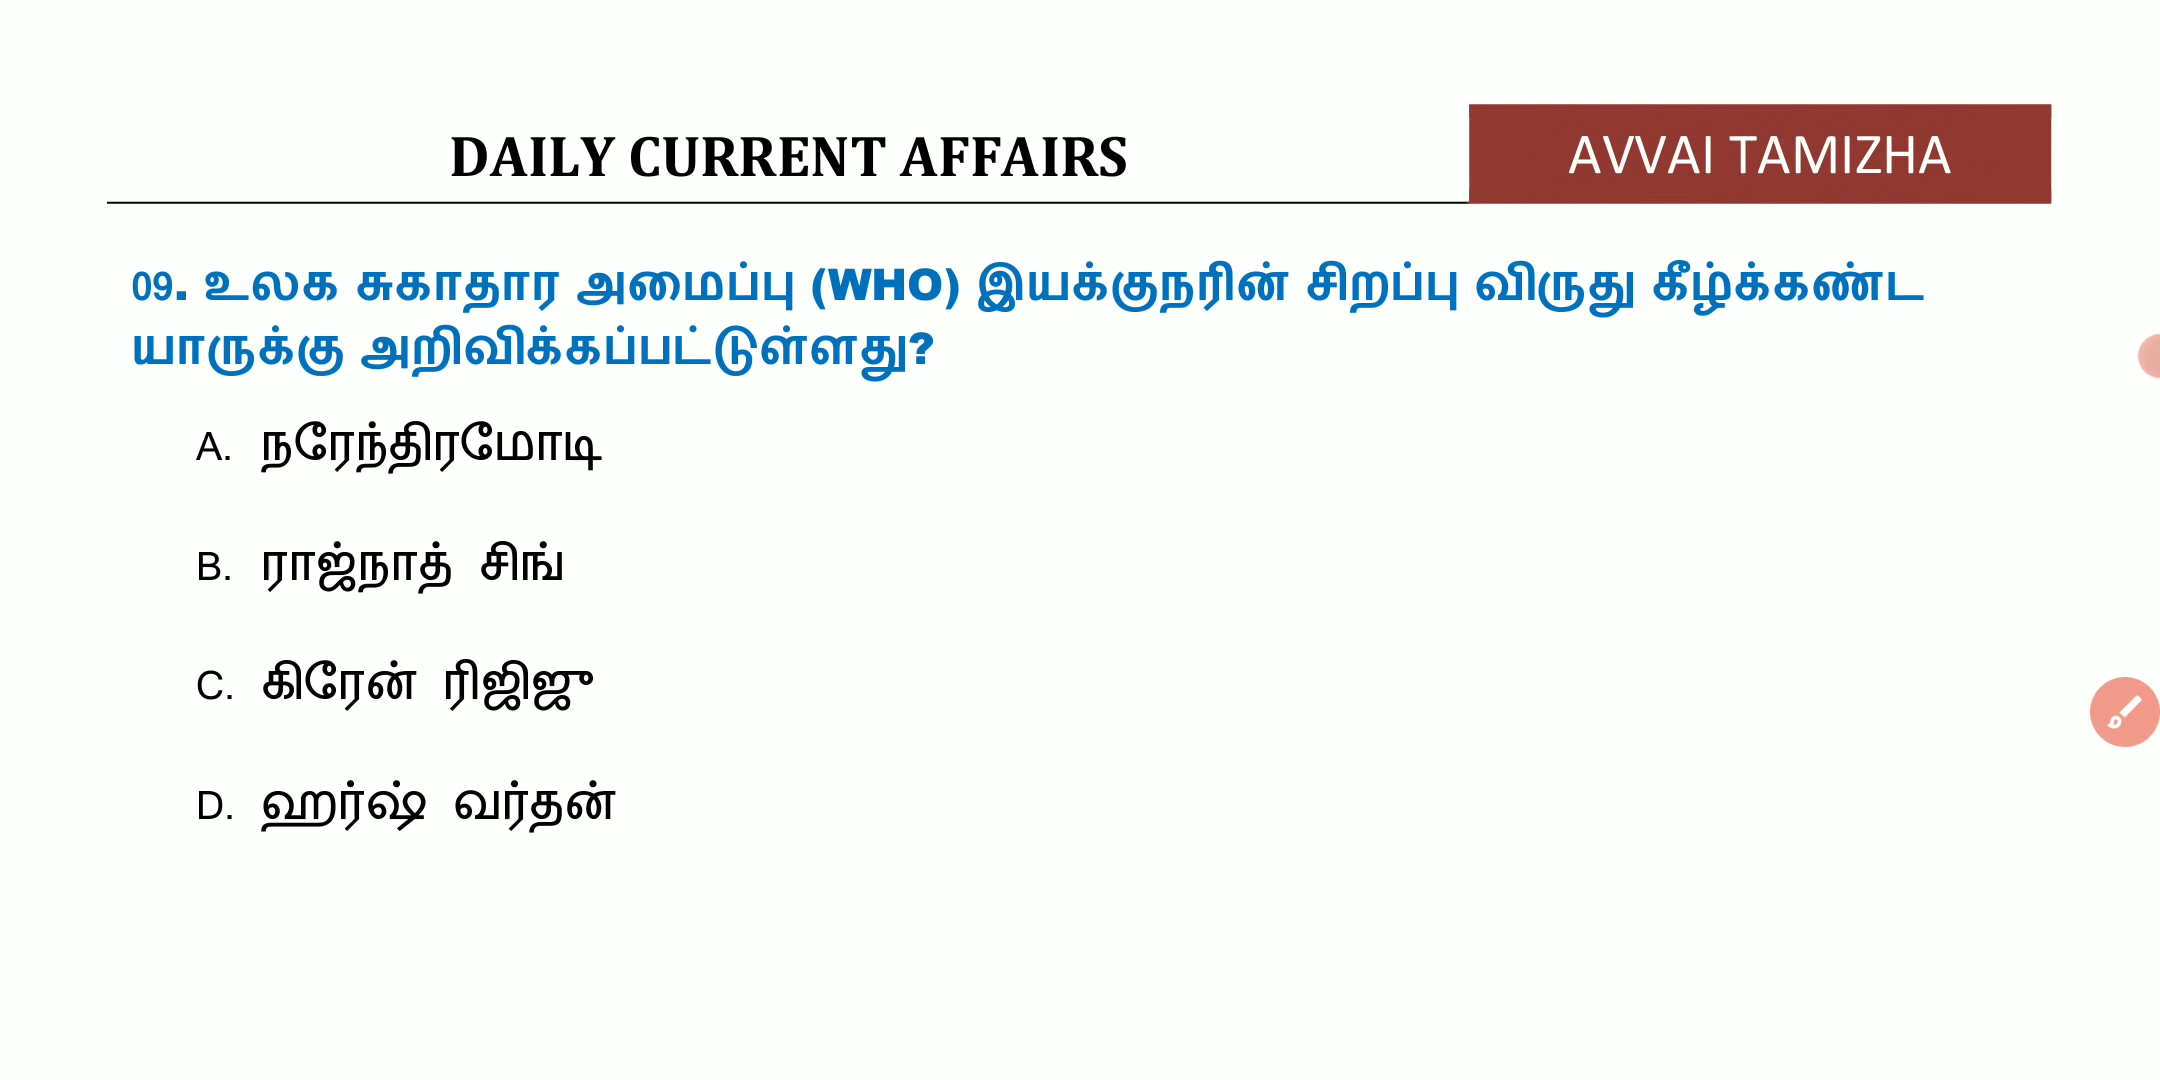 DAILY CURRENT AFFAIRS
AVVAI TAMIZHA
09. உலக சுகாதார அமைப்பு (WHO) இயக்குநரின் சிறப்பு விருது கீழ்க்கண்ட
யாருக்கு அறிவிக்கப்பட்டுள்ளது?
A. நரேந்திரமோடி
B. ராஜ்நாத் சிங்
C. கிரேன் ரிஜிஜு
D. ஹர்ஷ் வர்தன்